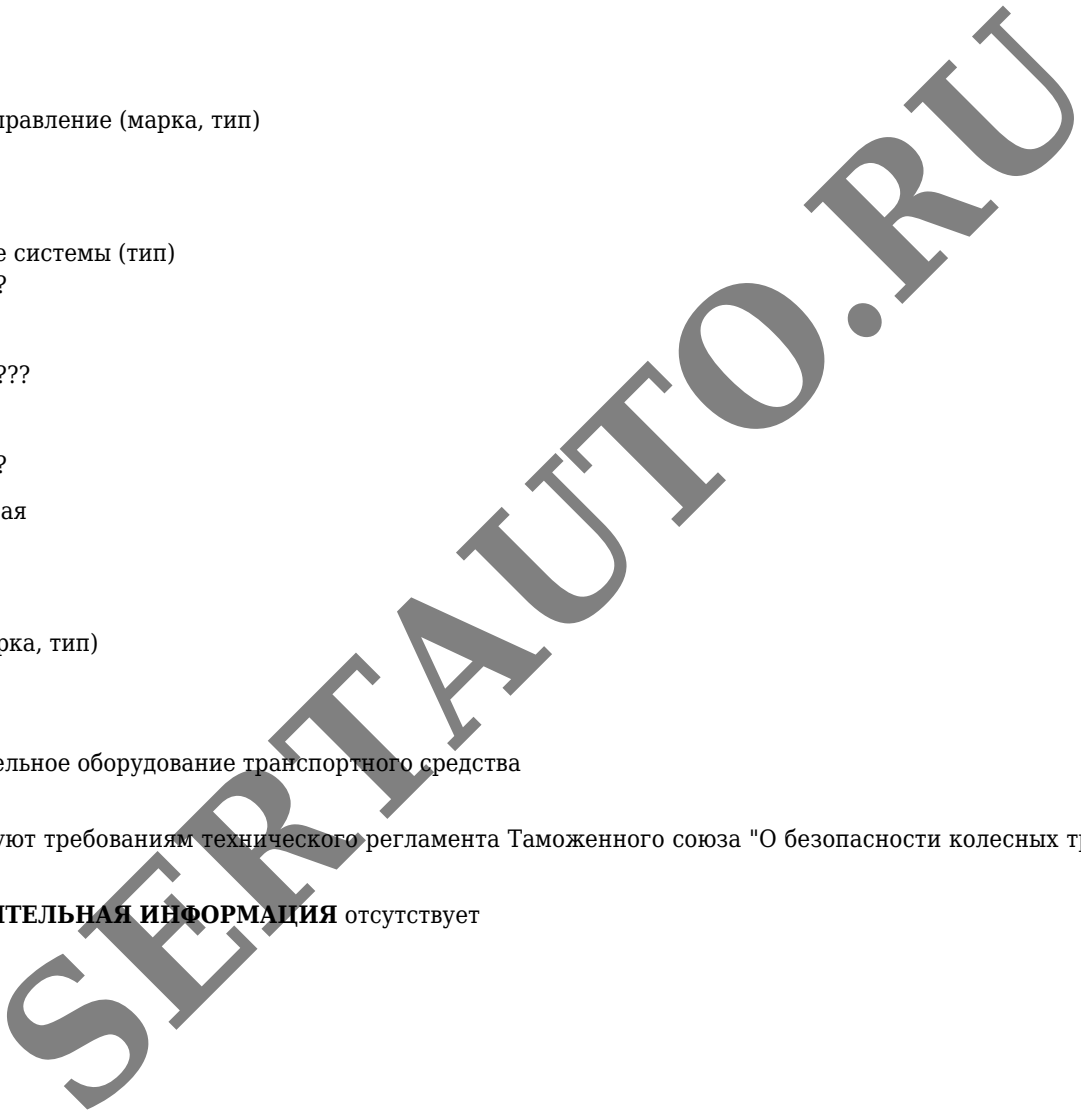 правление (марка, тип)
е системы (тип)
?
???
?
ая
рка, тип)
ельное оборудование транспортного средства
уют требованиям технического регламента Таможенного союза "О безопасности колесных тр
ИТЕЛЬНАЯ ИНФОРМАЦИЯ отсутствует
SERTAUTO.RU